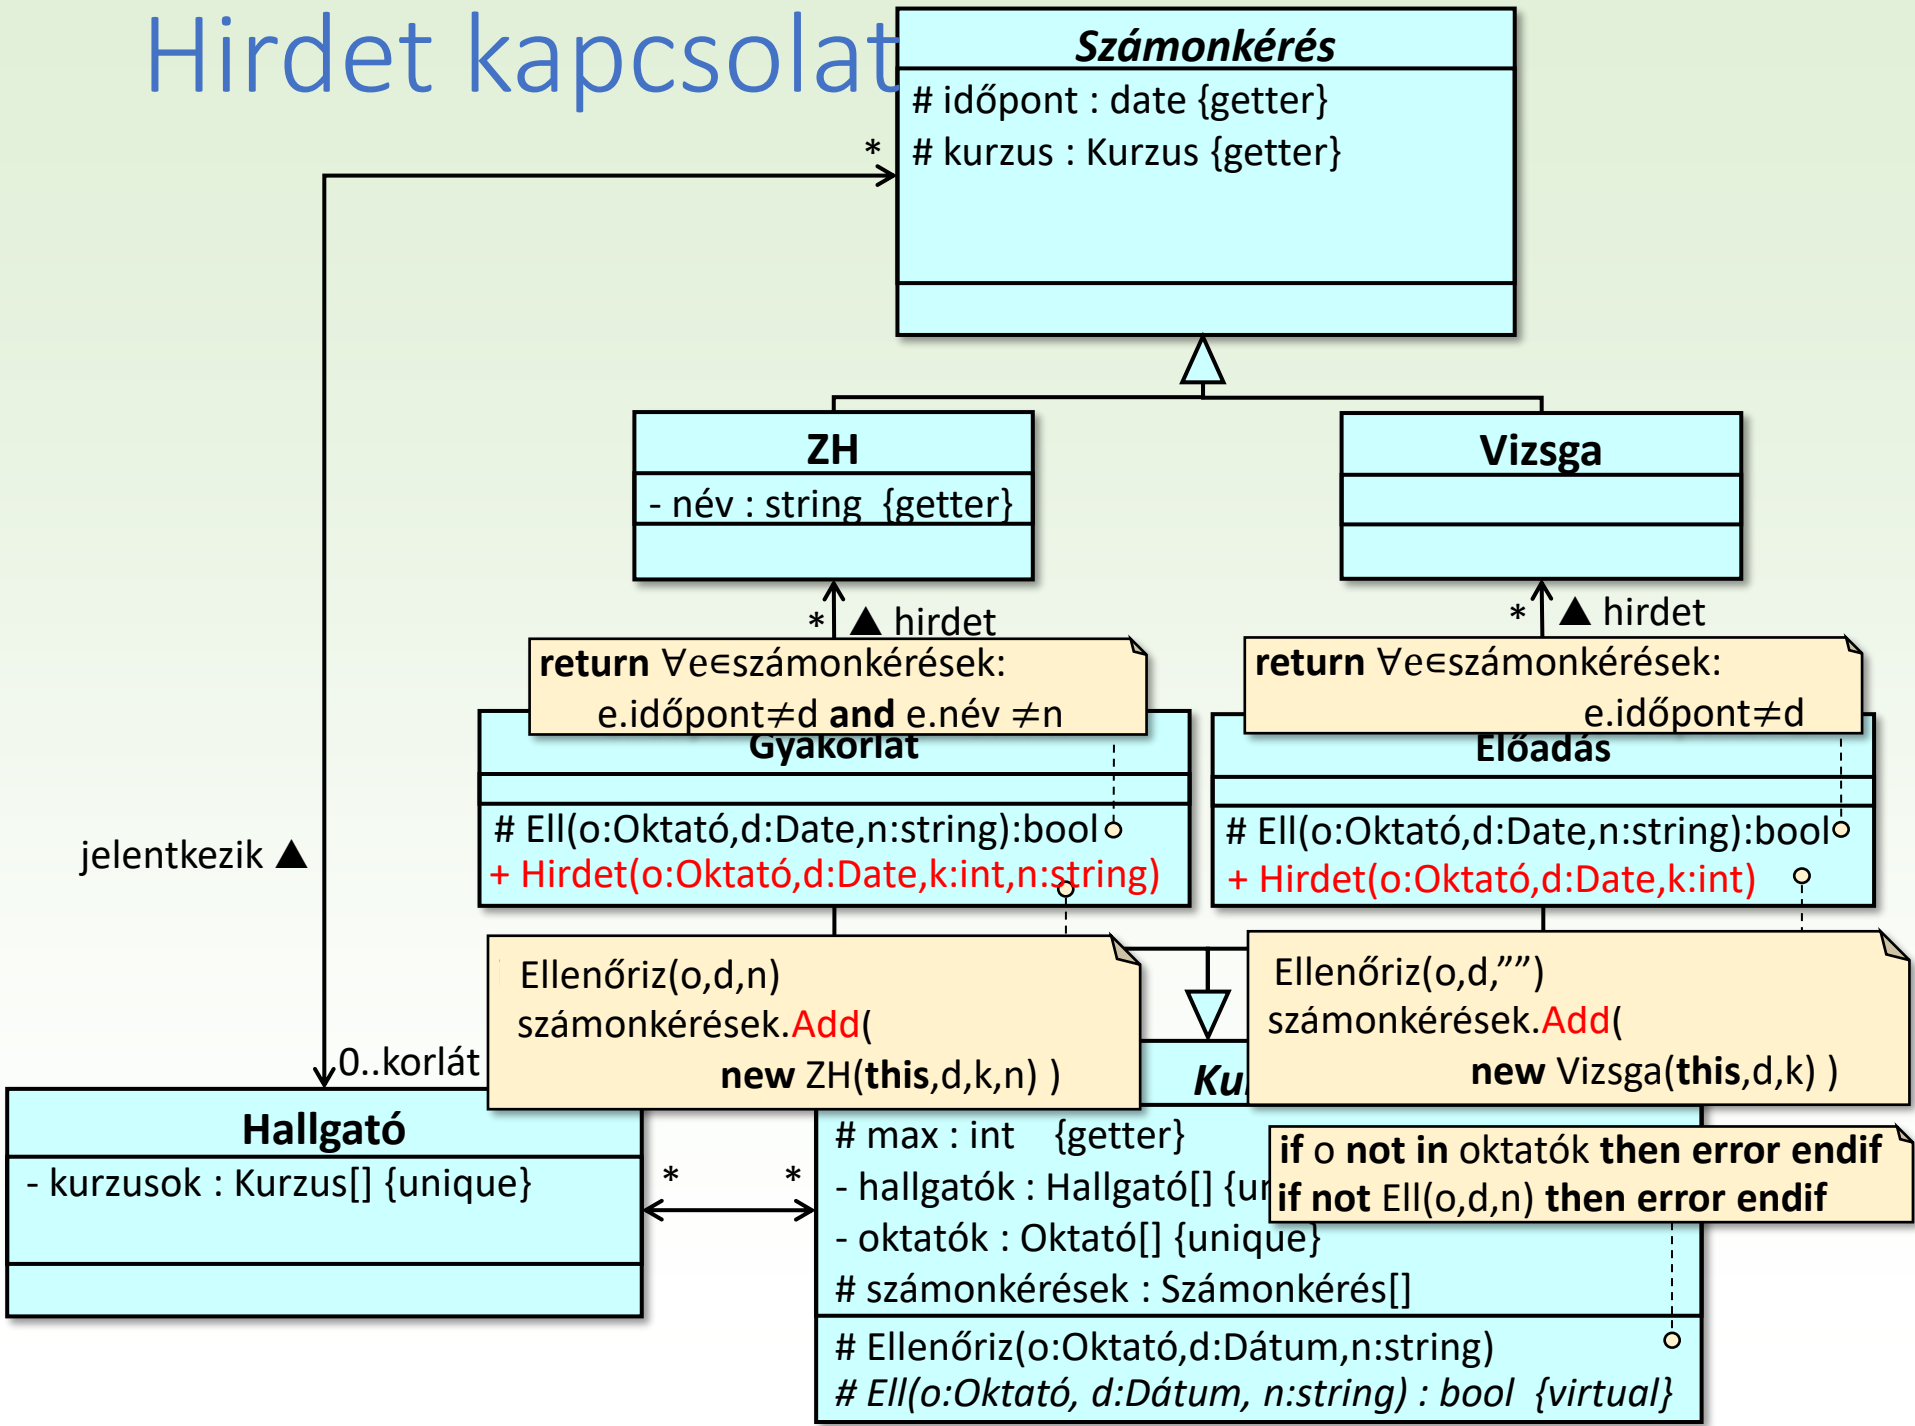 Hirdet kapcsolat
Számonkérés
# időpont : date {getter}
# kurzus : Kurzus {getter}
*
ZH
- név : string {getter}
Vizsga
* ▲ hirdet
* ▲ hirdet
return ∀e∈számonkérések:
e.időpont≠d and e.név ≠n
return ∀e∈számonkérések:
e.időpont≠d
Gyakorlat
# Ell(o:Oktató,d:Date,n:string):bool
+ Hirdet(o:Oktató,d:Date,k:int,n:string)
Előadás
# Ell(o:Oktató,d:Date,n:string):bool
+ Hirdet(o:Oktató,d:Date,k:int)
jelentkezik ▲
Ellenőriz(o,d,n)
számonkérések.Add(
new ZH(this,d,k,n) )
Ellenőriz(o,d,””)
számonkérések.Add(
new Vizsga(this,d,k) )
0..korlát
Hallgató
- kurzusok : Kurzus[] {unique}
* *
# max : int {getter}
- hallgatók : Hallgató[]
- oktatók : Oktató[] {unique}
# számonkérések : Számonkérés[]
if o not in oktatók then error endif
if not Ell(o,d,n) then error endif
# Ellenőriz(o:Oktató,d:Dátum,n:string)
# Ell(o:Oktató, d:Dátum, n:string) : bool {virtual}